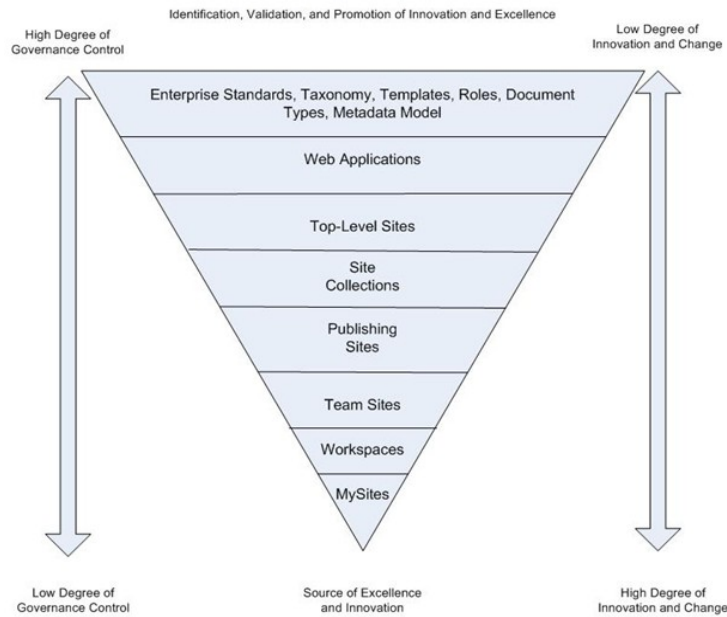 Identification, Validation, and Promotion of Innovation and Excellence
High Degree of
Governance Control
Low Degree of
Innovation and Change
Enterprise Standards, Taxonomy, Templates, Roles, Document
Types, Metadata Model
Web Applications
Top-Level Sites
Site
Collections
Publishing
Sites
Team Sites
Workspaces
MySites
Low Degree of
Governance Control
Source of Excellence
and Innovation
High Degree of
Innovation and Change